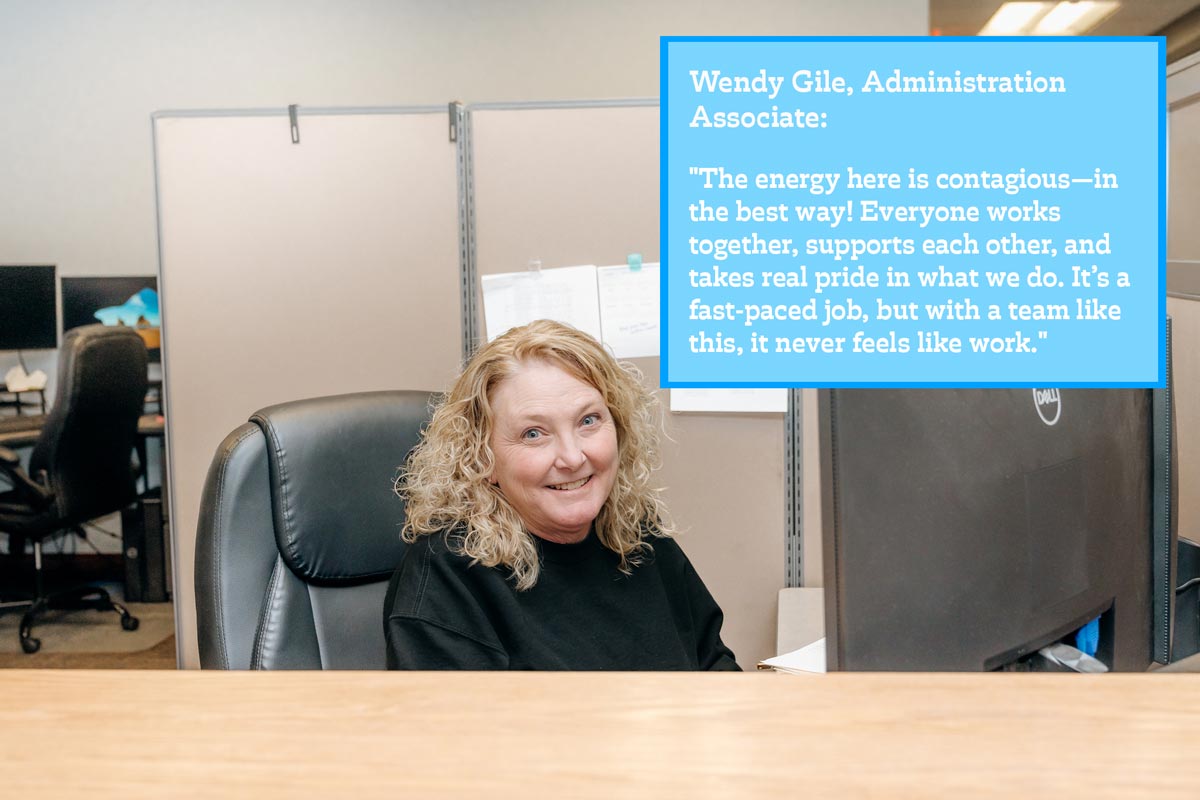 Wendy Gile, Administration
Associate:
"The energy here is contagious—in
the best way! Everyone works
together, supports each other, and
takes real pride in what we do. It’s a
fast-paced job, but with a team like
this, it never feels like work."
DELL